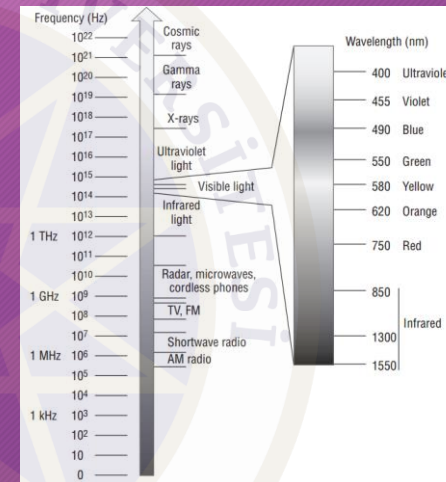 Frequency (Hz)
10²²
10²¹
10²⁰
10¹⁹
10¹⁸
10¹⁷
10¹⁶
10¹⁵
10¹⁴
10¹³
1 THz 10¹²
10¹¹
10¹⁰
1 GHz 10⁹
10⁸
10⁷
1 MHz 10⁶
10⁵
10⁴
1 kHz 10³
10²
10
0
Cosmic
rays
Gamma
rays
X-rays
Ultraviolet
light
Visible light
Infrared
light
Radar, microwaves,
cordless phones
TV, FM
Shortwave radio
AM radio
Wavelength (nm)
400 Ultraviole
455 Violet
490 Blue
550 Green
580 Yellow
620 Orange
750 Red
850
Infrared
1300
1550
VERSİTESİ